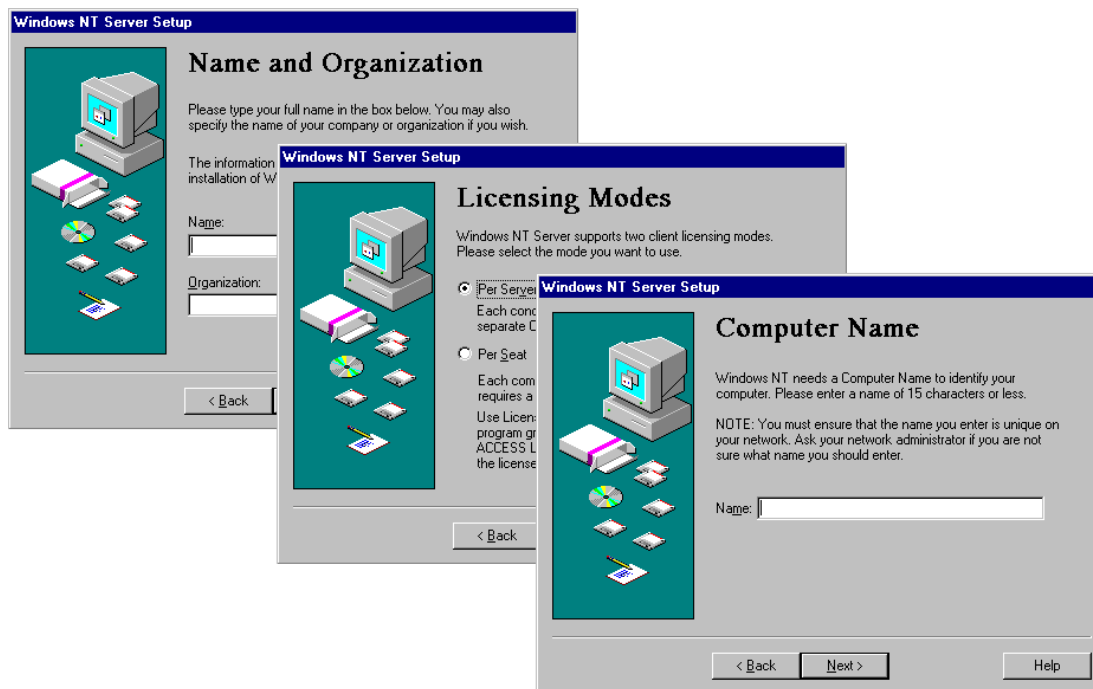 Windows NT Server Setup
Name and Organization
Please type your full name in the box below. You may also
specify the name of your company or organization if you wish.
The information
installation of W
Name:
Organization:
< Back
Windows NT Server Setup
Licensing Modes
Windows NT Server supports two client licensing modes.
Please select the mode you want to use.
Per Server
Each conc
separate C
Per Seat
Each com
requires a
Use Licens
program gr
ACCESS L
the license
< Back
Windows NT Server Setup
Computer Name
Windows NT needs a Computer Name to identify your
computer. Please enter a name of 15 characters or less.
NOTE: You must ensure that the name you enter is unique on
your network. Ask your network administrator if you are not
sure what name you should enter.
Name:
< Back
Next >
Help